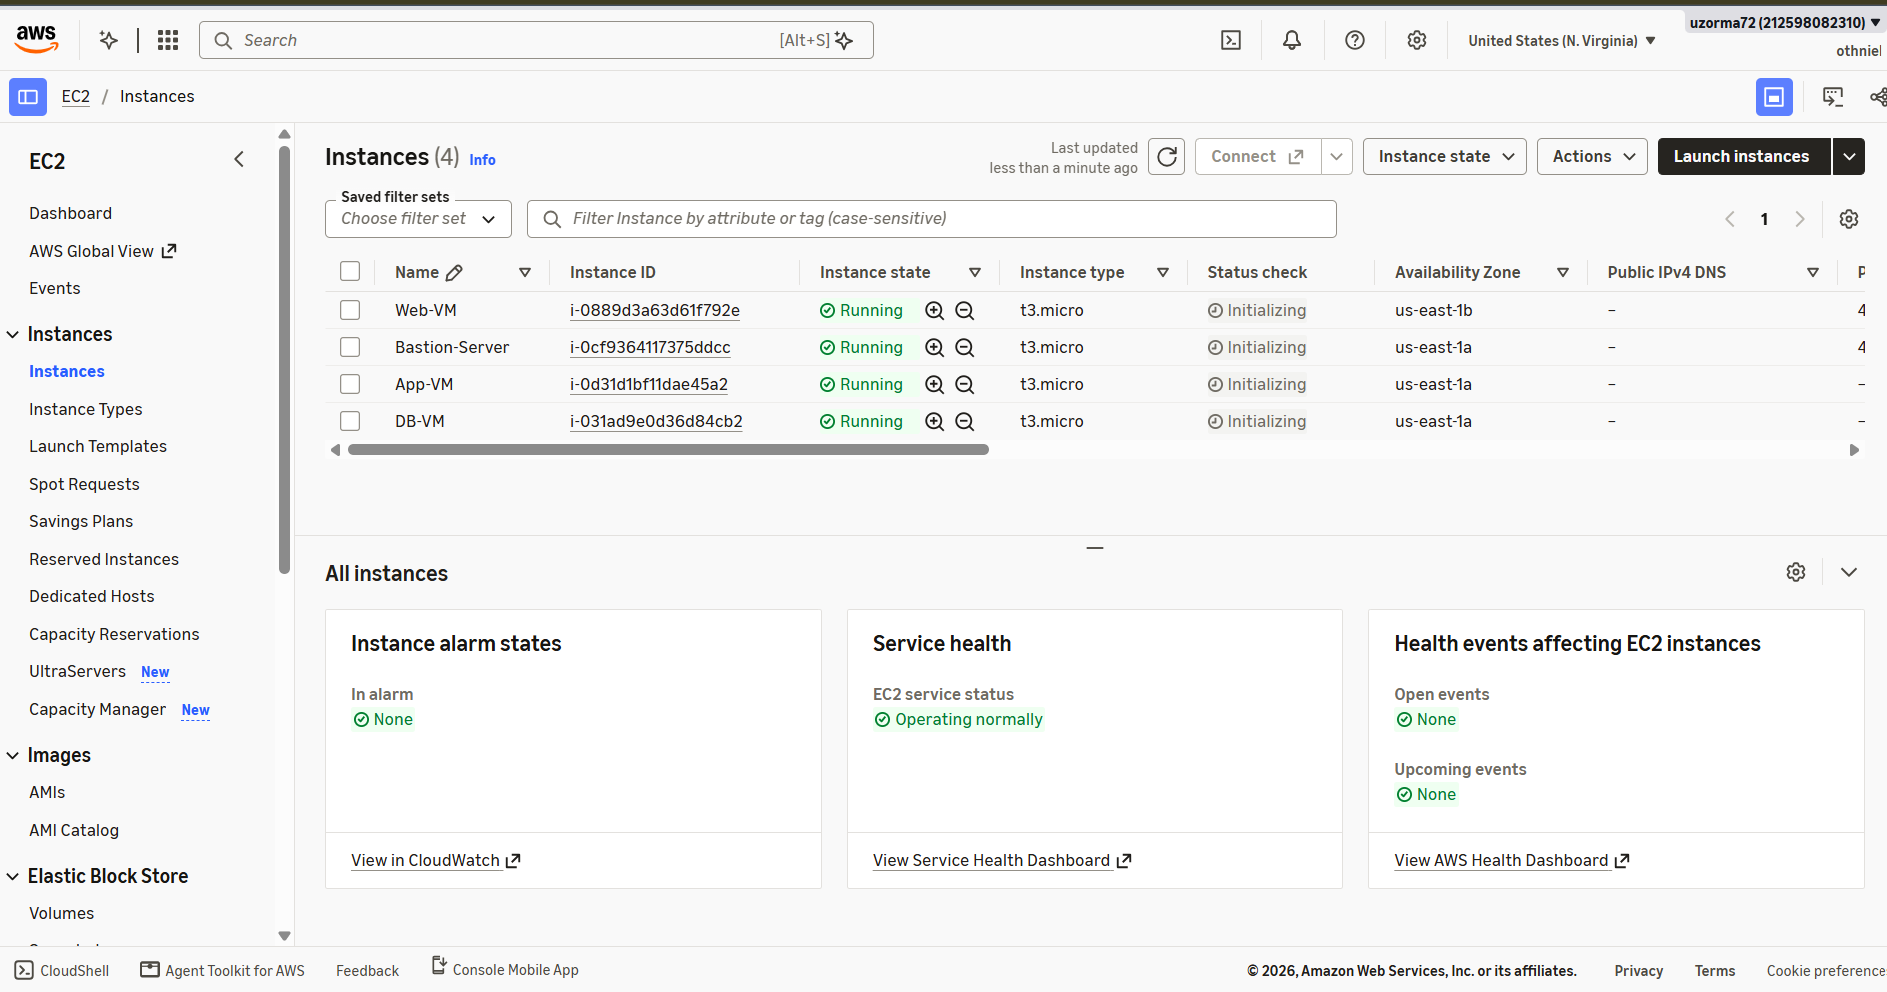 aws
Search [Alt+S]
United States (N. Virginia)
uzorma72 (212598082310)
othniel
EC2 / Instances
EC2
Dashboard
AWS Global View
Events
Instances
Instances
Instance Types
Launch Templates
Spot Requests
Savings Plans
Reserved Instances
Dedicated Hosts
Capacity Reservations
UltraServers New
Capacity Manager New
Images
AMIs
AMI Catalog
Elastic Block Store
Volumes
Instances (4) Info
Last updated
less than a minute ago
Connect
Instance state
Actions
Launch instances
Saved filter sets
Choose filter set
Filter Instance by attribute or tag (case-sensitive)
1
Name Instance ID Instance state Instance type Status check Availability Zone Public IPv4 DNS P
Web-VM i-0889d3a63d61f792e Running t3.micro Initializing us-east-1b – 4
Bastion-Server i-0cf9364117375ddcc Running t3.micro Initializing us-east-1a – 4
App-VM i-0d31d1bf11dae45a2 Running t3.micro Initializing us-east-1a – –
DB-VM i-031ad9e0d36d84cb2 Running t3.micro Initializing us-east-1a – –
All instances
Instance alarm states
In alarm
None
View in CloudWatch
Service health
EC2 service status
Operating normally
View Service Health Dashboard
Health events affecting EC2 instances
Open events
None
Upcoming events
None
View AWS Health Dashboard
CloudShell Agent Toolkit for AWS Feedback Console Mobile App
© 2026, Amazon Web Services, Inc. or its affiliates. Privacy Terms Cookie preference